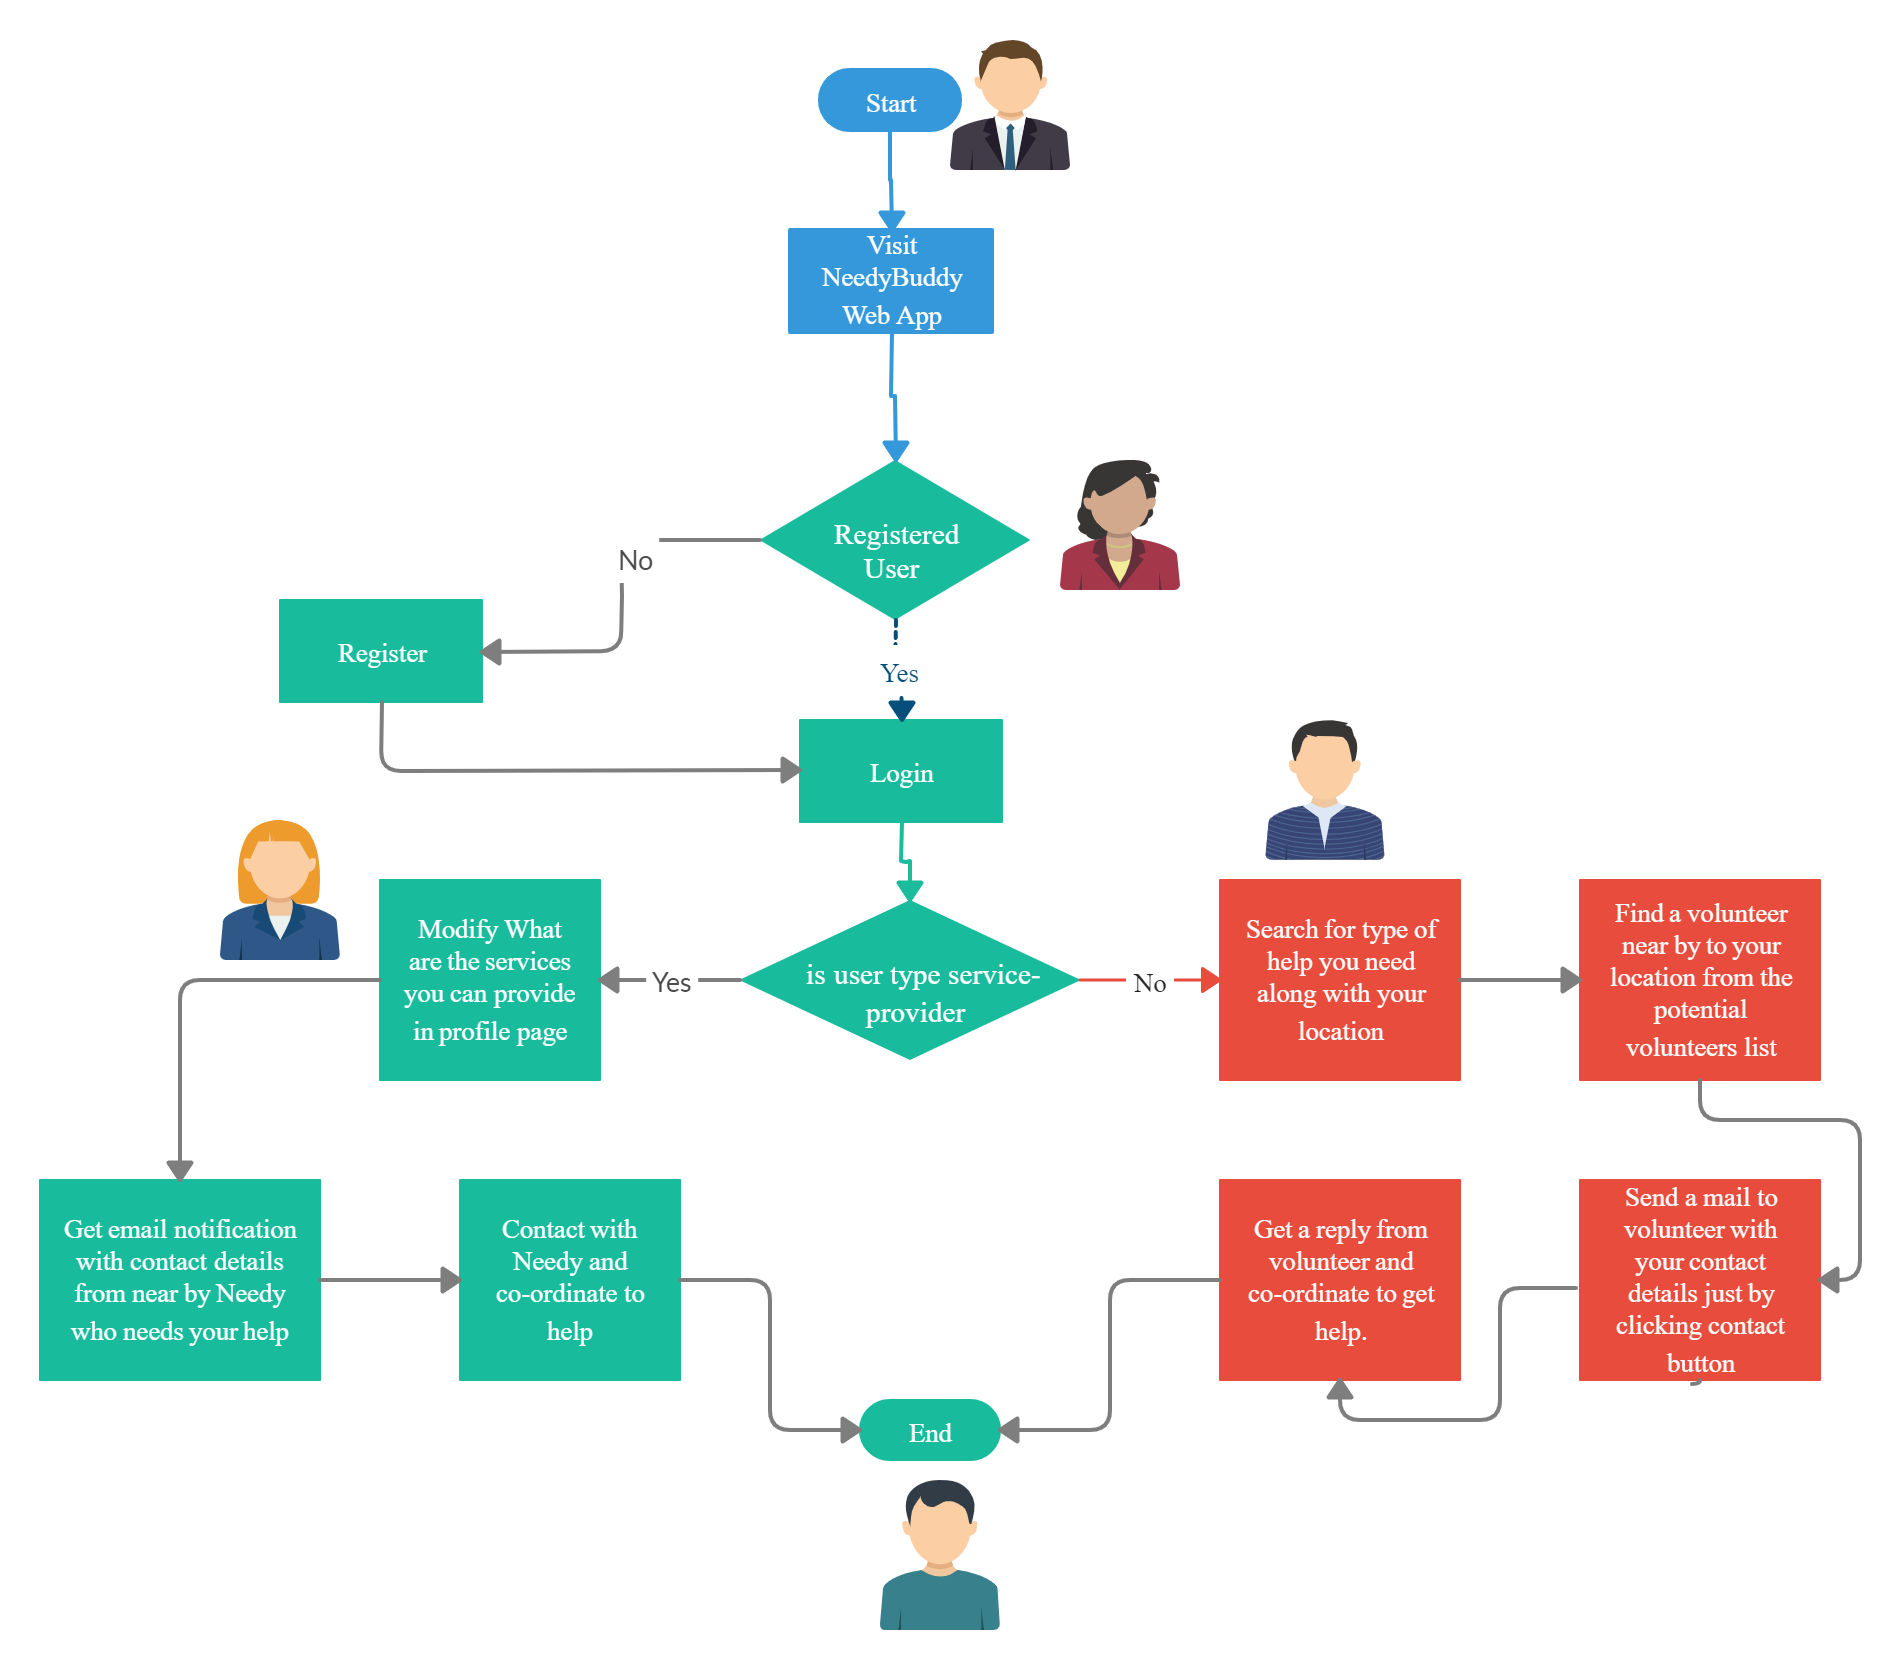 Start
Visit
NeedyBuddy
Web App
Registered
User
No
Yes
Register
Login
Modify What
are the services
you can provide
in profile page
Yes
is user type service-
provider
No
Search for type of
help you need
along with your
location
Find a volunteer
near by to your
location from the
potential
volunteers list
Get email notification
with contact details
from near by Needy
who needs your help
Contact with
Needy and
co-ordinate to
help
Get a reply from
volunteer and
co-ordinate to get
help.
Send a mail to
volunteer with
your contact
details just by
clicking contact
button
End